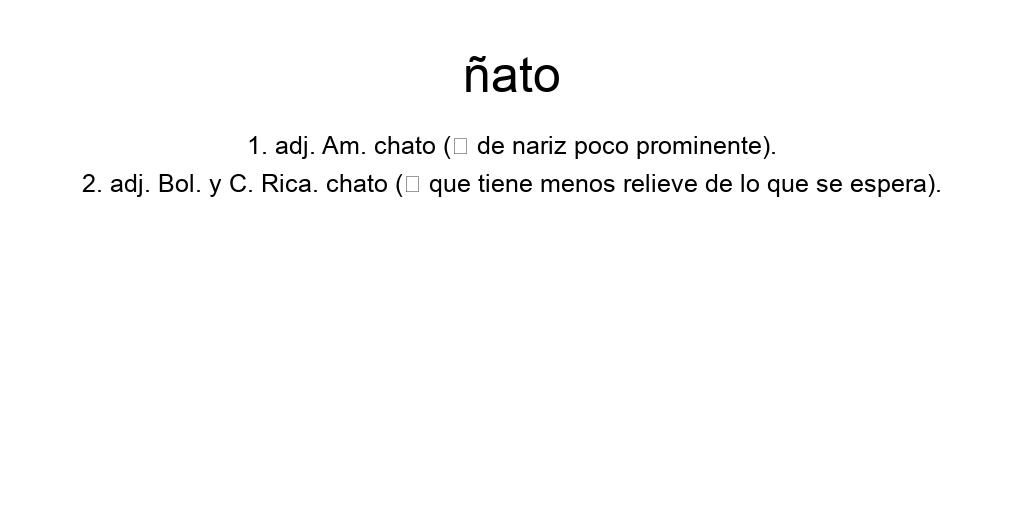 ñato
1. adj. Am. chato (□ de nariz poco prominente).
2. adj. Bol. y C. Rica. chato (□ que tiene menos relieve de lo que se espera).